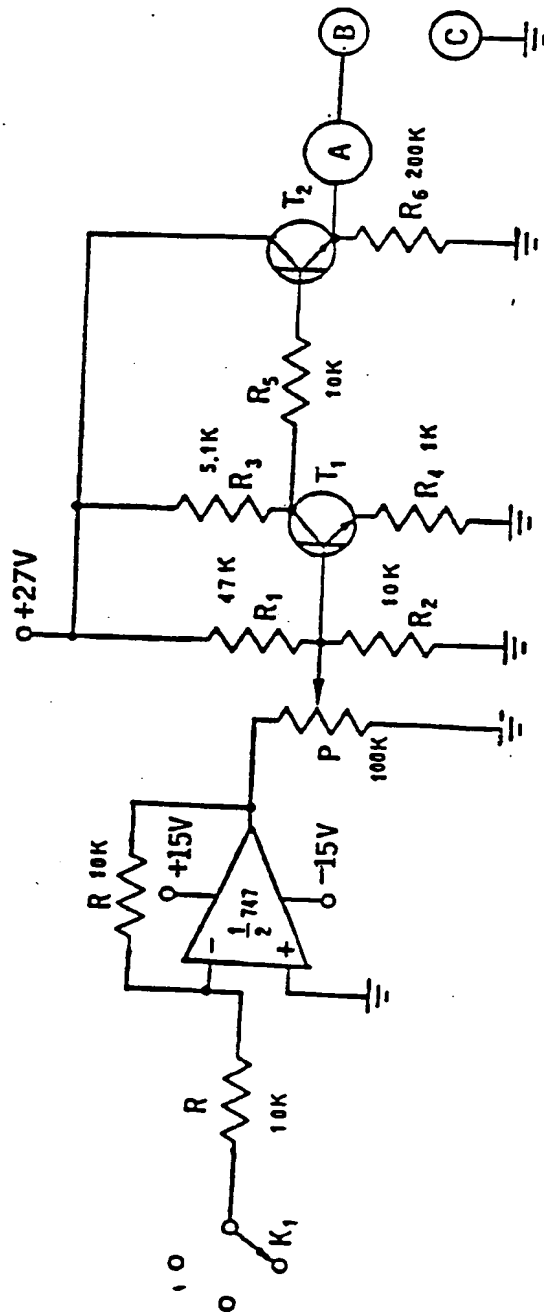 K₁
R
10K
R 10K
+15V
−15V
½ 747
−
+
P
100K
+27V
47K
R₁
10K
R₂
5.1K
R₃
T₁
R₄ 1K
R₅
10K
T₂
R₆ 200K
A
B
C